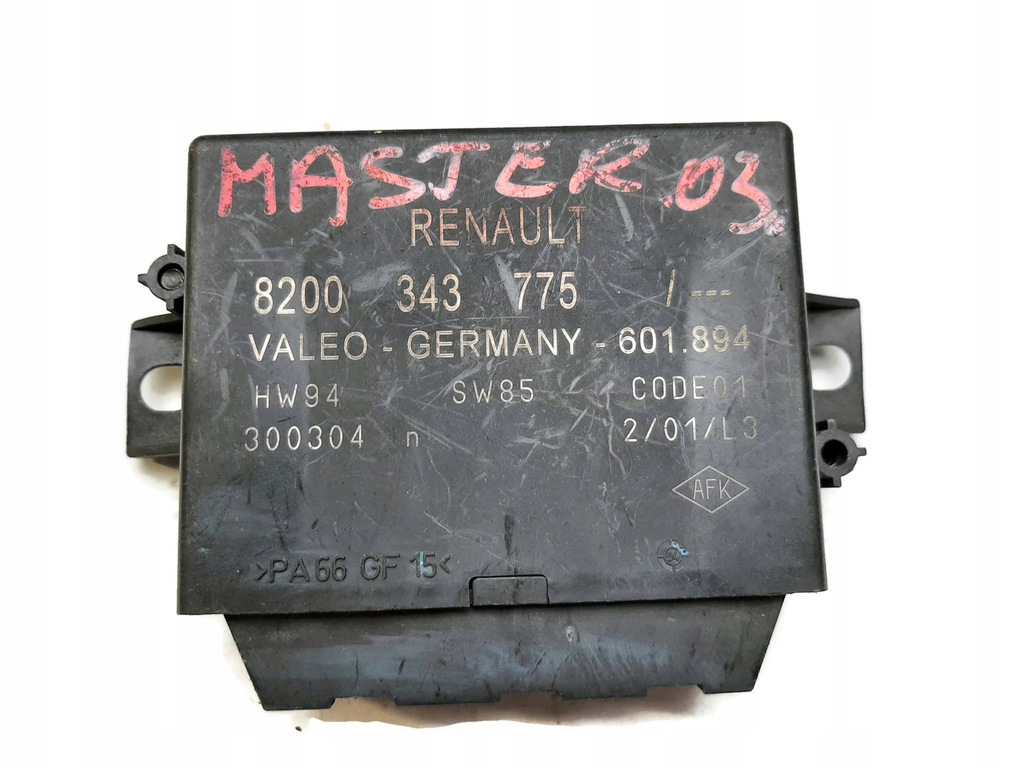 MASTER.03.
RENAULT
8200 343 775 /---
VALEO - GERMANY - 601.894
HW94 SW85 CODE01
300304 n 2/01/L3
AFK
>PA66 GF 15<